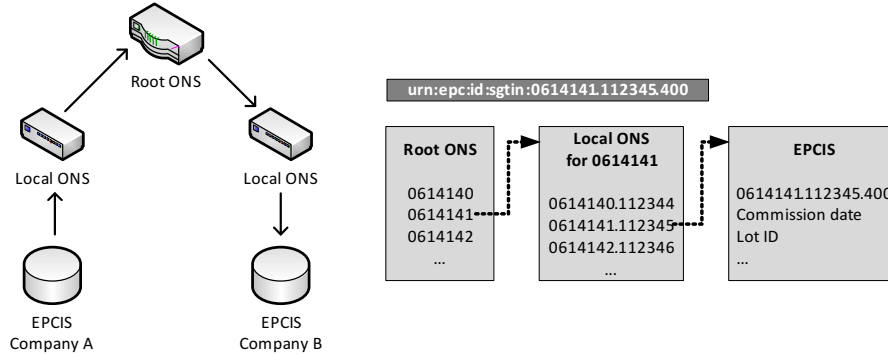 Root ONS
Local ONS
Local ONS
EPCIS
Company A
EPCIS
Company B
urn:epc:id:sgtin:0614141.112345.400
Root ONS
0614140
0614141
0614142
...
Local ONS
for 0614141
0614140.112344
0614141.112345
0614142.112346
...
EPCIS
0614141.112345.400
Commission date
Lot ID
...